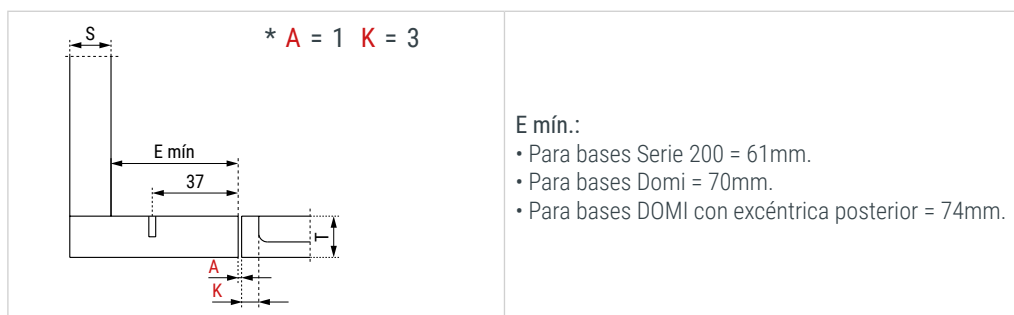 S
* A = 1 K = 3
E mín
37
T
A
K
E mín.:
• Para bases Serie 200 = 61mm.
• Para bases Domi = 70mm.
• Para bases DOMI con excéntrica posterior = 74mm.